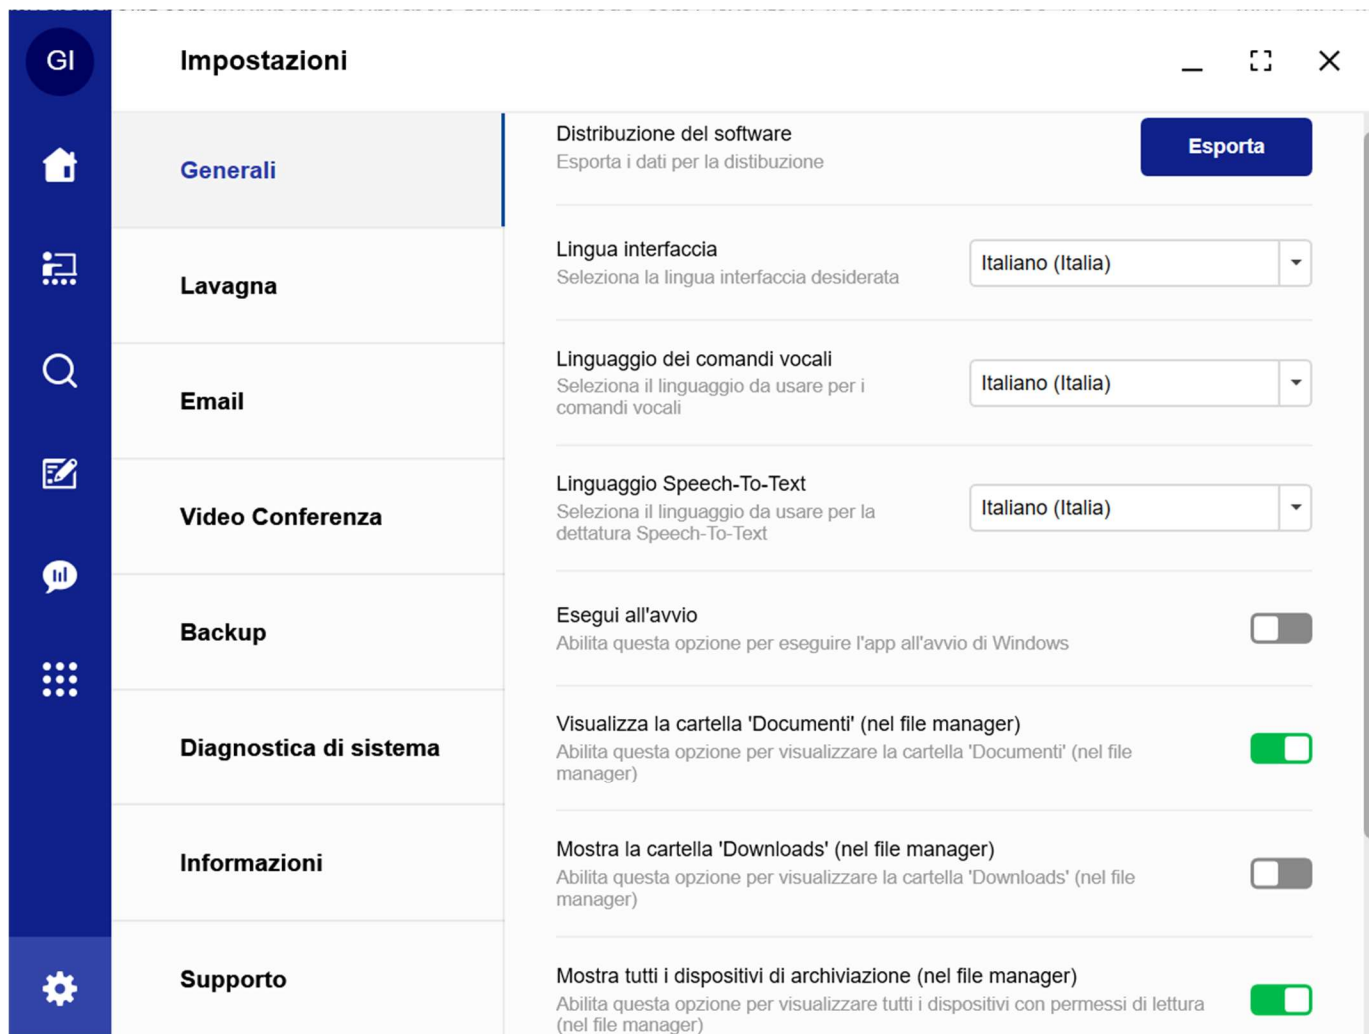 GI
Impostazioni
Generali
Lavagna
Email
Video Conferenza
Backup
Diagnostica di sistema
Informazioni
Supporto
Distribuzione del software
Esporta i dati per la distibuzione
Esporta
Lingua interfaccia
Seleziona la lingua interfaccia desiderata
Italiano (Italia)
Linguaggio dei comandi vocali
Seleziona il linguaggio da usare per i
comandi vocali
Italiano (Italia)
Linguaggio Speech-To-Text
Seleziona il linguaggio da usare per la
dettatura Speech-To-Text
Italiano (Italia)
Esegui all'avvio
Abilita questa opzione per eseguire l'app all'avvio di Windows
Visualizza la cartella 'Documenti' (nel file manager)
Abilita questa opzione per visualizzare la cartella 'Documenti' (nel file
manager)
Mostra la cartella 'Downloads' (nel file manager)
Abilita questa opzione per visualizzare la cartella 'Downloads' (nel file
manager)
Mostra tutti i dispositivi di archiviazione (nel file manager)
Abilita questa opzione per visualizzare tutti i dispositivi con permessi di lettura
(nel file manager)